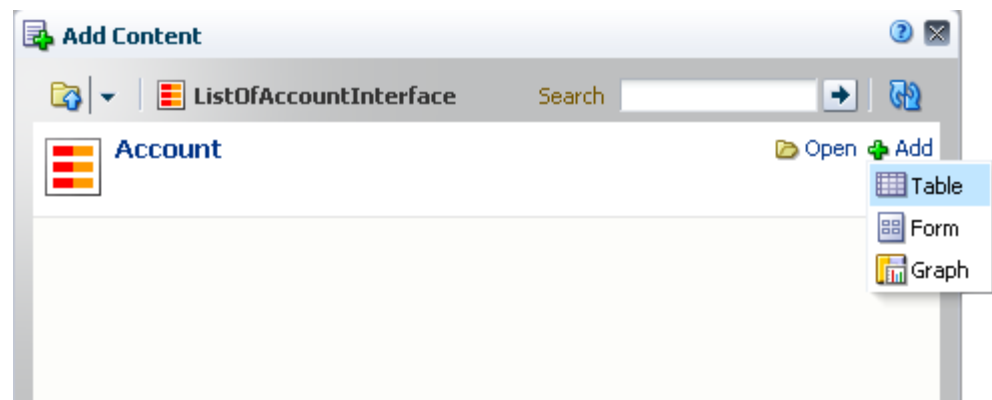 Add Content
ListOfAccountInterface Search
Account Open Add
Table
Form
Graph